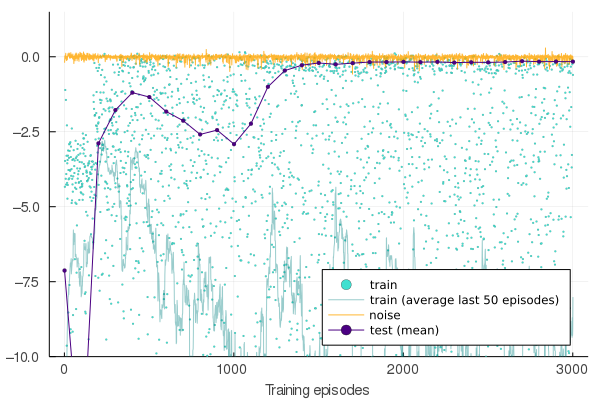 0.0
−2.5
−5.0
−7.5
−10.0
0
1000
2000
3000
Training episodes
train
train (average last 50 episodes)
noise
test (mean)